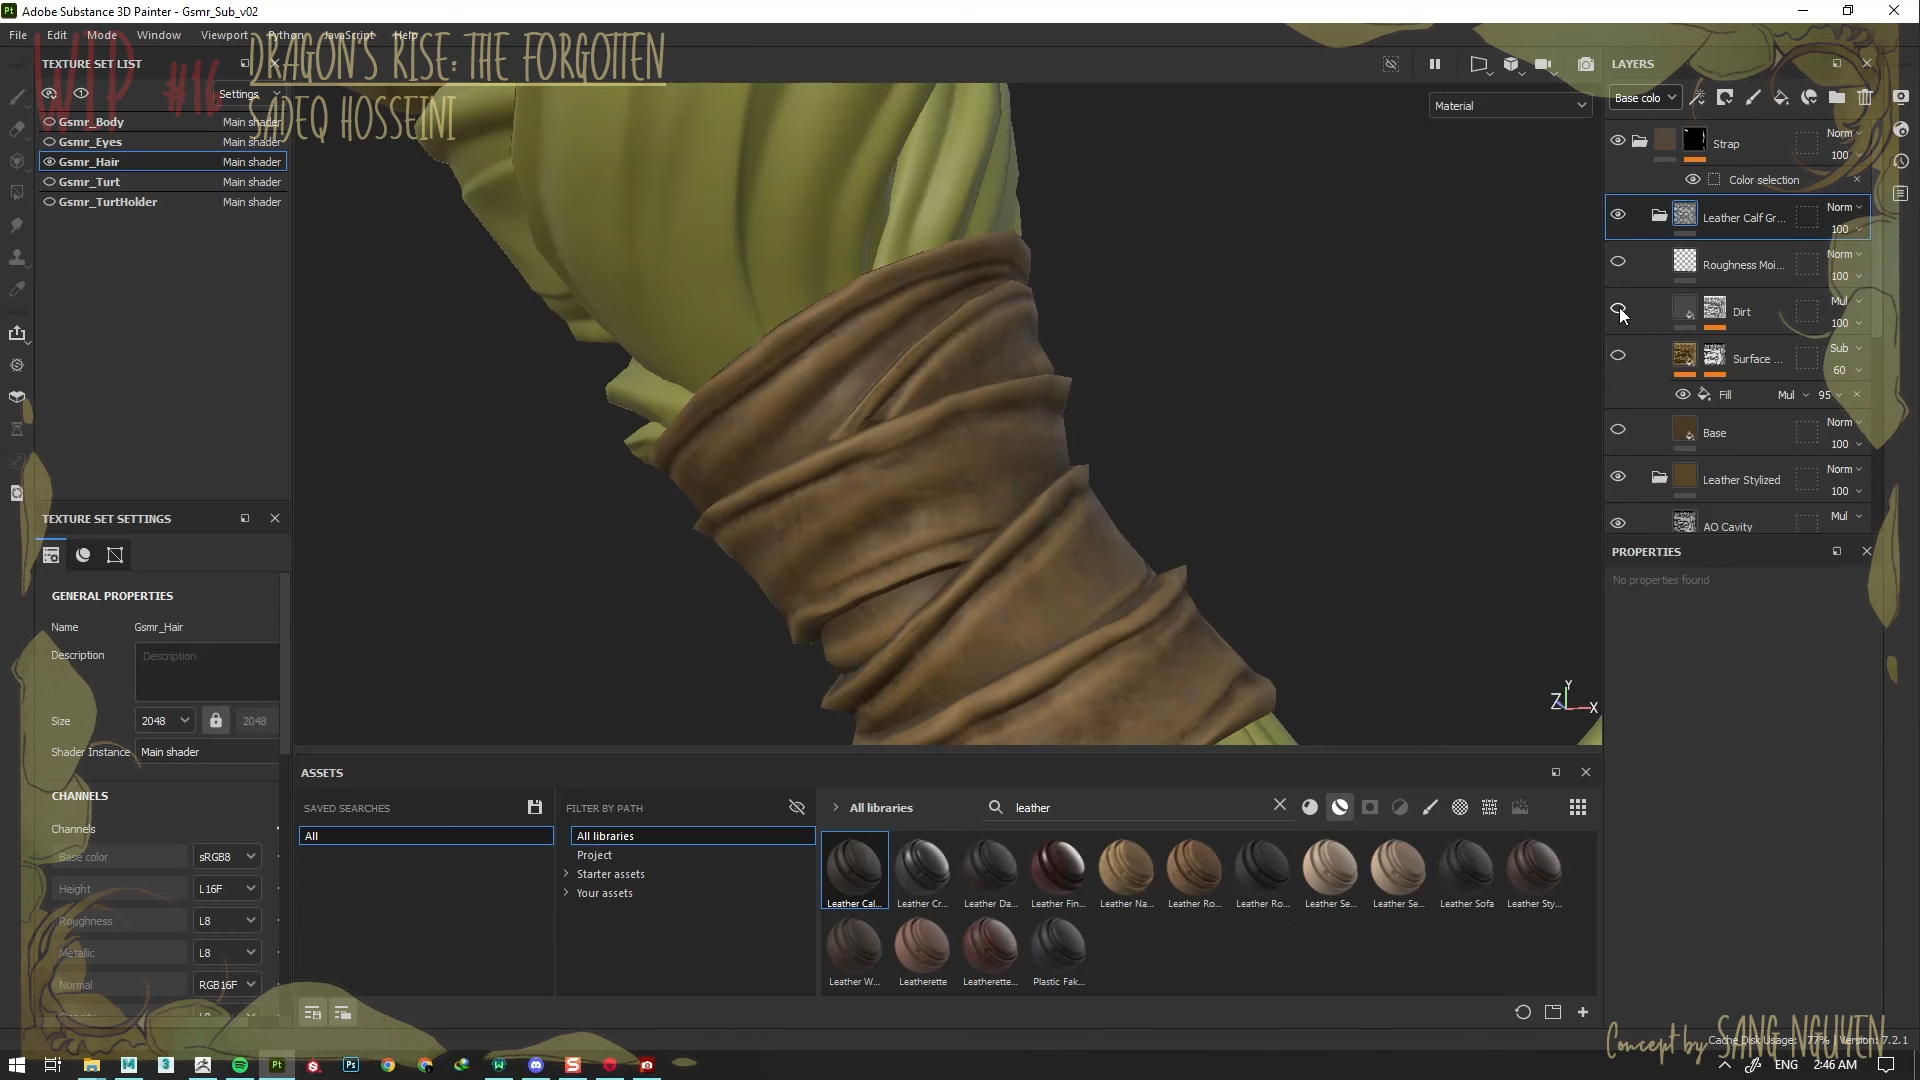 Adobe Substance 3D Painter - Gsmr_Sub_v02
File Edit Mode Window Viewport Python JavaScript Help
WIP #16
DRAGON'S RISE: THE FORGOTTEN
SADEQ HOSSEINI
TEXTURE SET LIST
Settings
Gsmr_Body Main shader
Gsmr_Eyes Main shader
Gsmr_Hair Main shader
Gsmr_Turt Main shader
Gsmr_TurtHolder Main shader
Material
TEXTURE SET SETTINGS
GENERAL PROPERTIES
Name Gsmr_Hair
Description Description
Size 2048 2048
Shader Instance Main shader
CHANNELS
Channels
Base color sRGB8
Height L16F
Roughness L8
Metallic L8
Normal RGB16F
Y
Z X
ASSETS
SAVED SEARCHES
All
FILTER BY PATH
All libraries
Project
Starter assets
Your assets
All libraries leather
Leather Cal... Leather Cr... Leather Da... Leather Fin... Leather Na... Leather Ro... Leather Ro... Leather Se... Leather Se... Leather Sofa Leather Sty...
Leather W... Leatherette Leatherette... Plastic Fak...
LAYERS
Base colo
Strap Norm 100
Color selection
Leather Calf Gr... Norm 100
Roughness Moi... Norm 100
Dirt Mul 100
Surface ... Sub 60
Fill Mul 95
Base Norm 100
Leather Stylized Norm 100
AO Cavity Mul
PROPERTIES
No properties found
Concept by SANG NGUYEN
Cache Disk Usage: 77% | Version: 7.2.1
ENG 2:46 AM